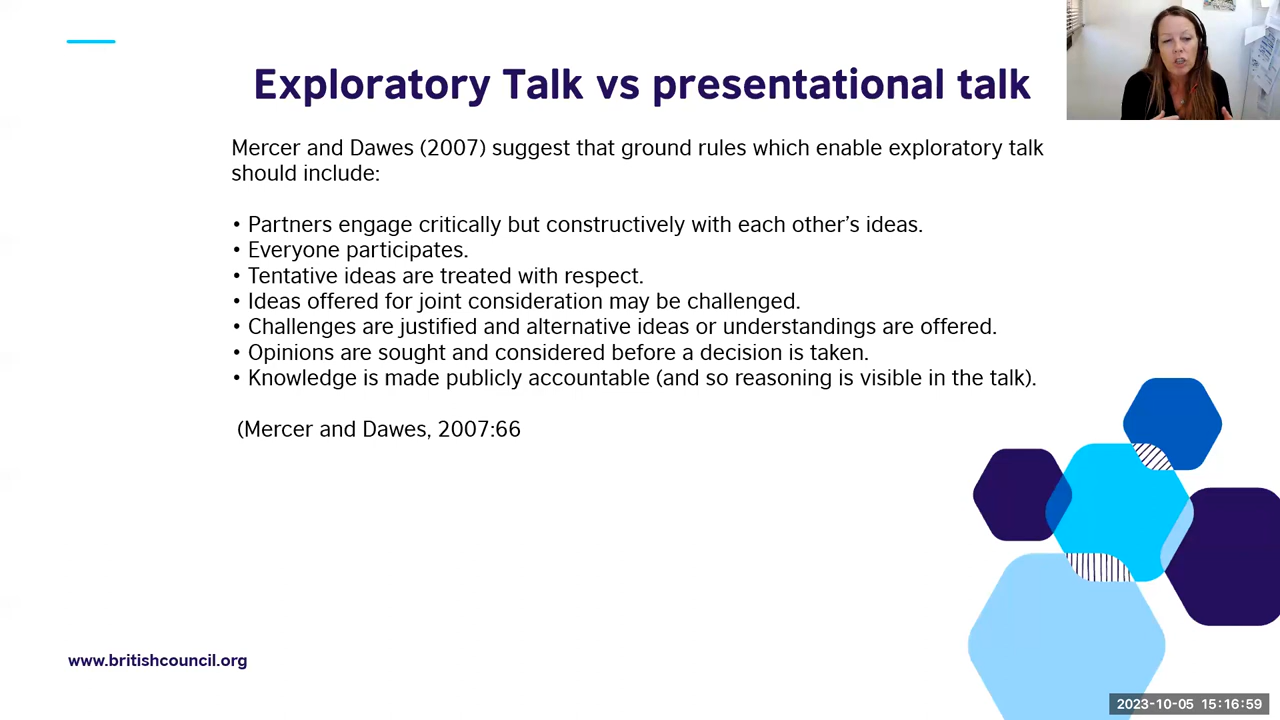 Exploratory Talk vs presentational talk
Mercer and Dawes (2007) suggest that ground rules which enable exploratory talk
should include:
• Partners engage critically but constructively with each other’s ideas.
• Everyone participates.
• Tentative ideas are treated with respect.
• Ideas offered for joint consideration may be challenged.
• Challenges are justified and alternative ideas or understandings are offered.
• Opinions are sought and considered before a decision is taken.
• Knowledge is made publicly accountable (and so reasoning is visible in the talk).
(Mercer and Dawes, 2007:66
www.britishcouncil.org
2023-10-05 15:16:59